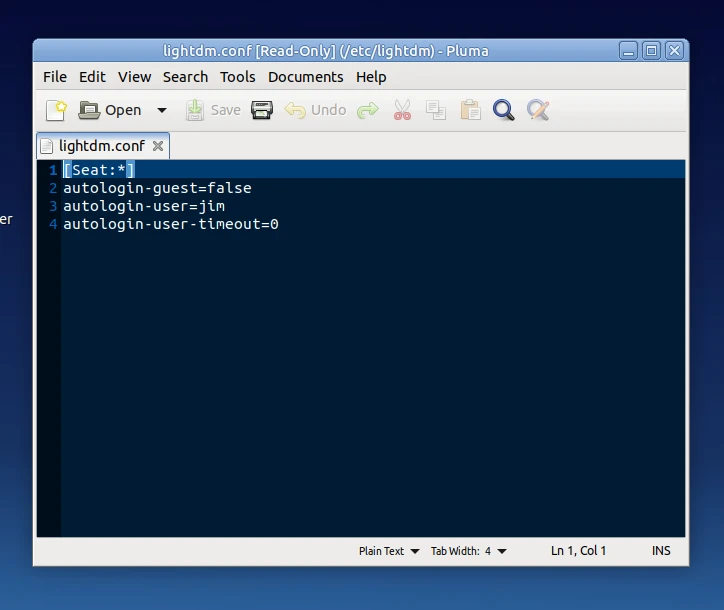 lightdm.conf [Read-Only] (/etc/lightdm) - Pluma
File Edit View Search Tools Documents Help
Open Save Undo
lightdm.conf
1 [Seat:*]
er
2 autologin-guest=false
3 autologin-user=jim
4 autologin-user-timeout=0
Plain Text Tab Width: 4 Ln 1, Col 1 INS